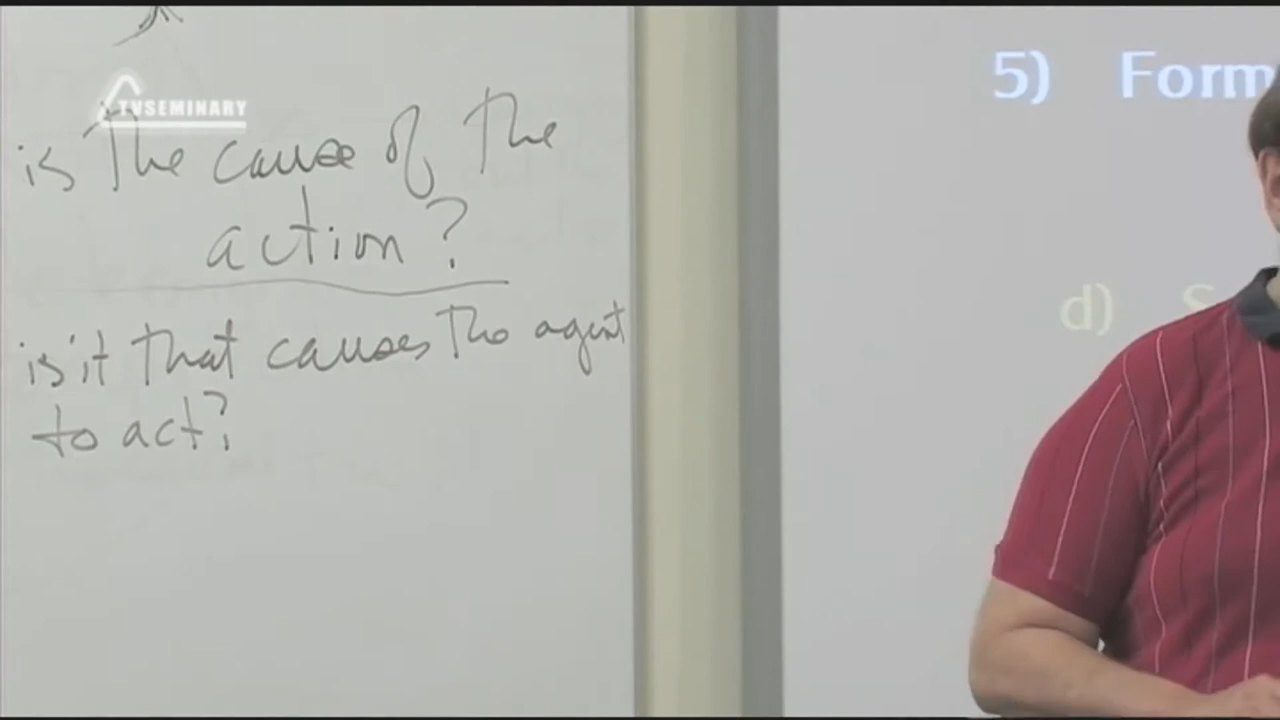 TVSEMINARY
is the cause of the
action?
is it that causes the agent
to act?
5) Form
d) S